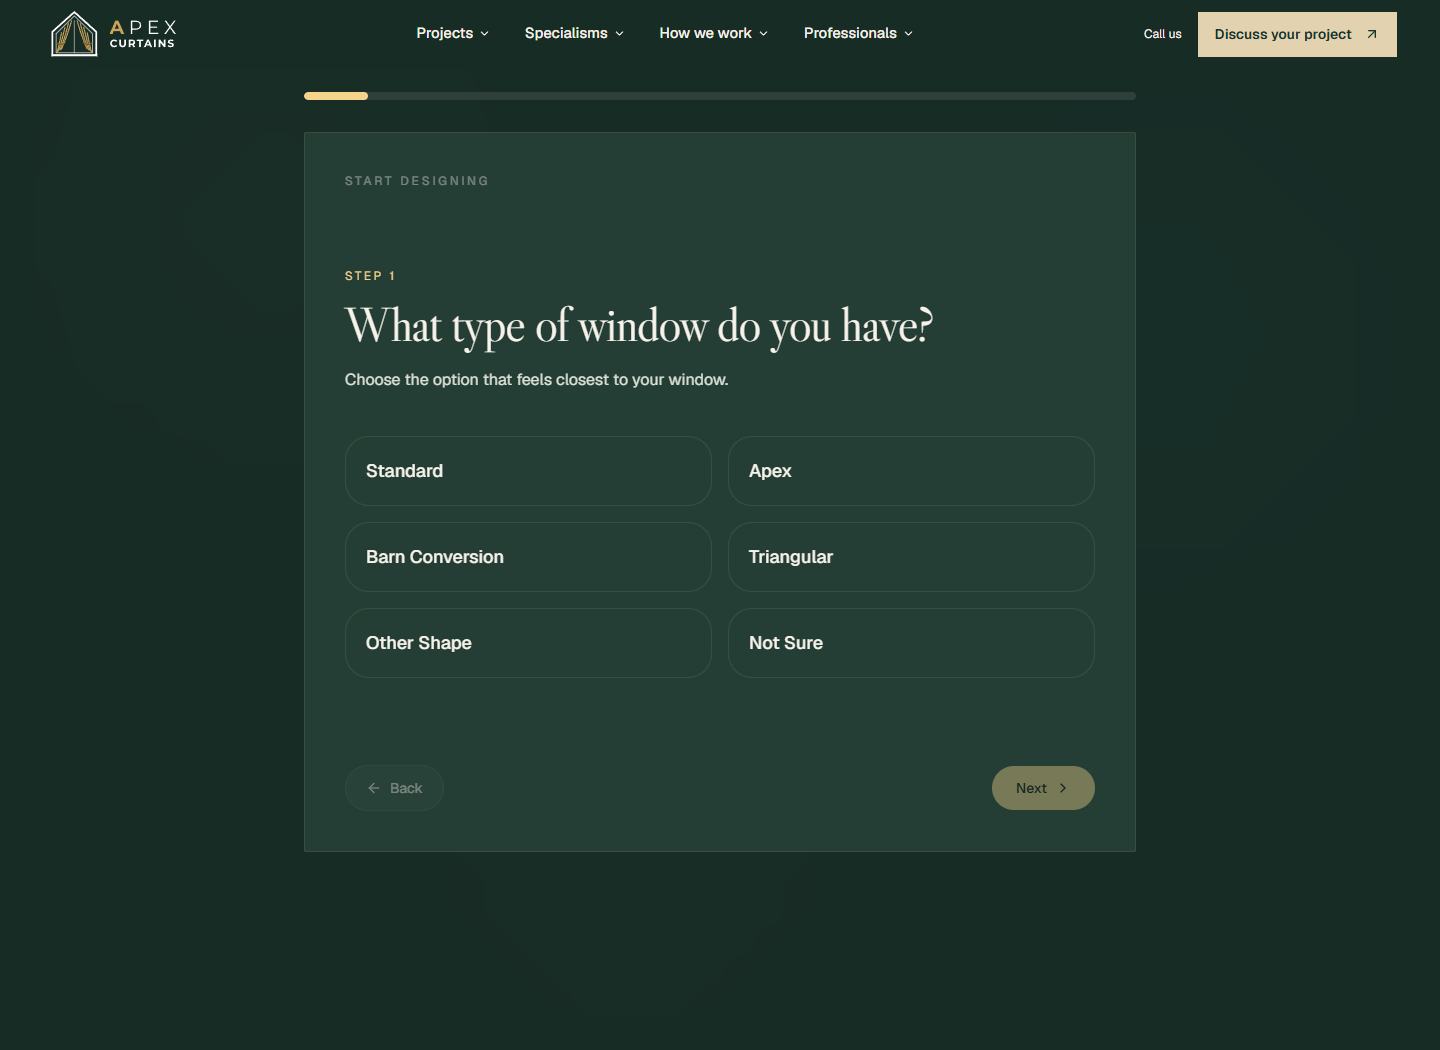 APEX
CURTAINS
Projects
Specialisms
How we work
Professionals
Call us
Discuss your project
START DESIGNING
STEP 1
What type of window do you have?
Choose the option that feels closest to your window.
Standard
Apex
Barn Conversion
Triangular
Other Shape
Not Sure
Back
Next